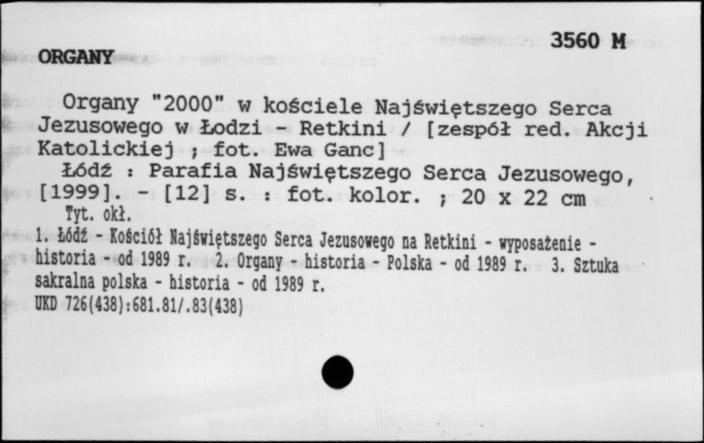 3560 M
ORGANY
Organy "2000" w kościele Najświętszego Serca
Jezusowego w Łodzi - Retkini / [zespół red. Akcji
Katolickiej ; fot. Ewa Ganc]
Łódź : Parafia Najświętszego Serca Jezusowego,
[1999]. - [12] s. : fot. kolor. ; 20 x 22 cm
Tyt. okł.
1. Łódź - Kościół Najświętszego Serca Jezusowego na Retkini - wyposażenie -
historia - od 1989 r. 2. Organy - historia - Polska - od 1989 r. 3. Sztuka
sakralna polska - historia - od 1989 r.
UKD 726(438):681.81/.83(438)